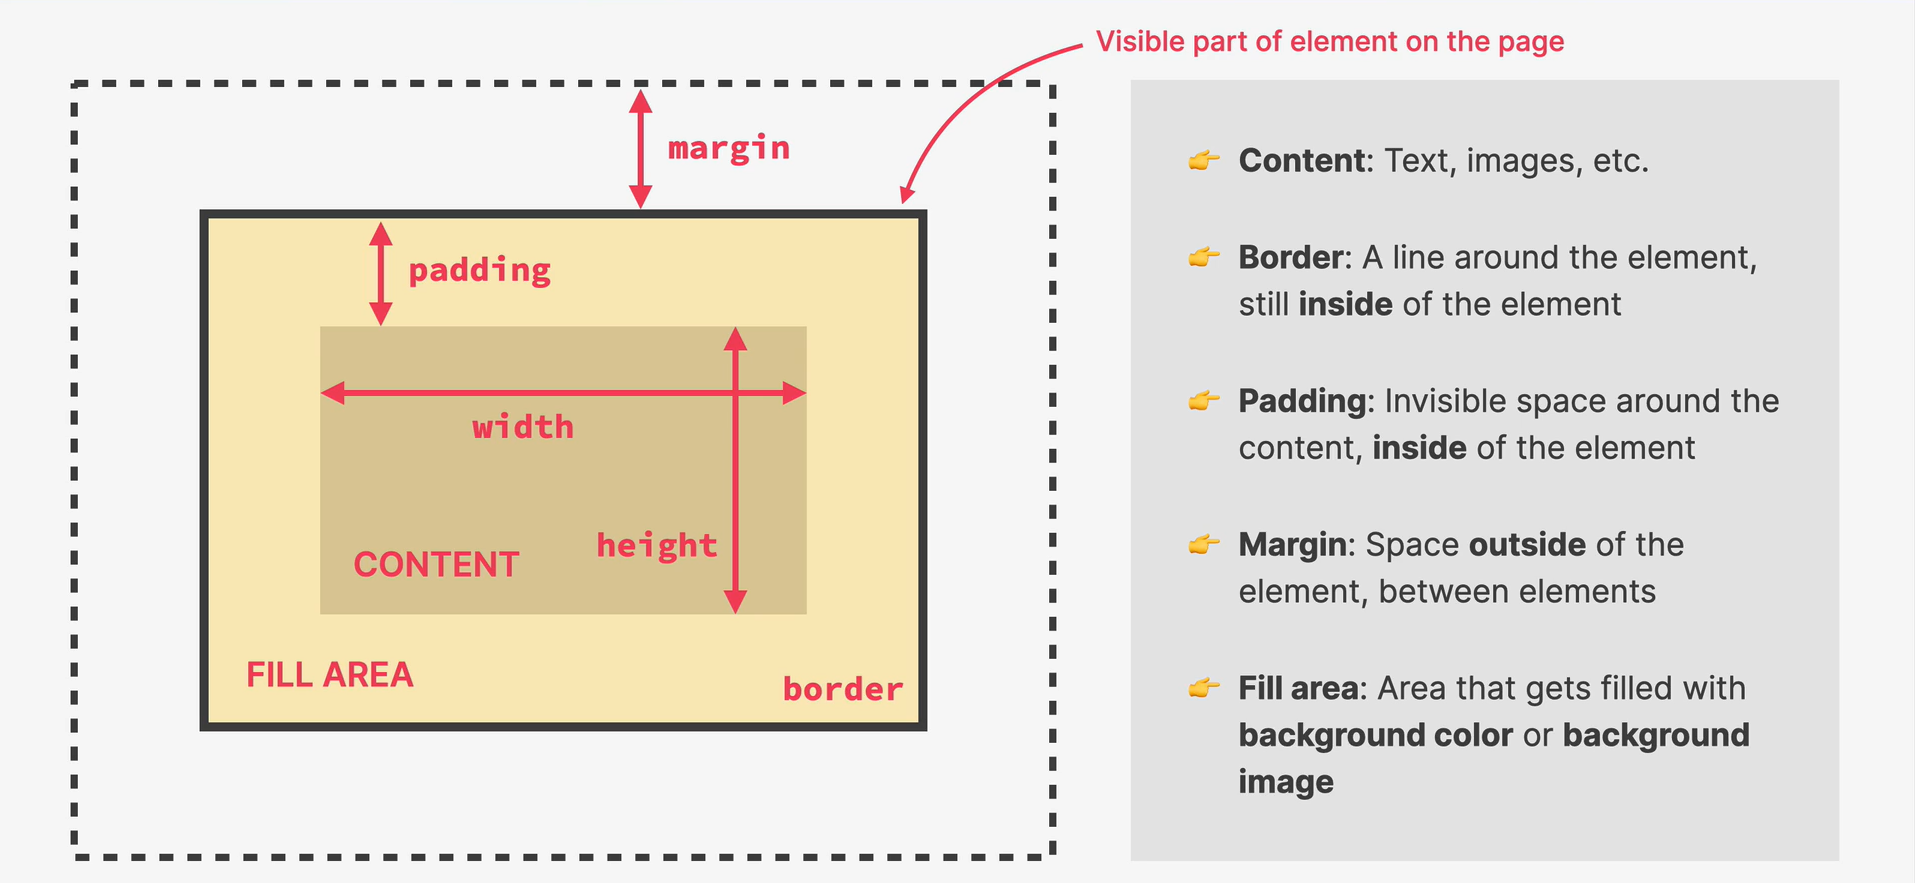 Visible part of element on the page
margin
padding
width
height
CONTENT
FILL AREA
border
👉 Content: Text, images, etc.
👉 Border: A line around the element,
still inside of the element
👉 Padding: Invisible space around the
content, inside of the element
👉 Margin: Space outside of the
element, between elements
👉 Fill area: Area that gets filled with
background color or background
image